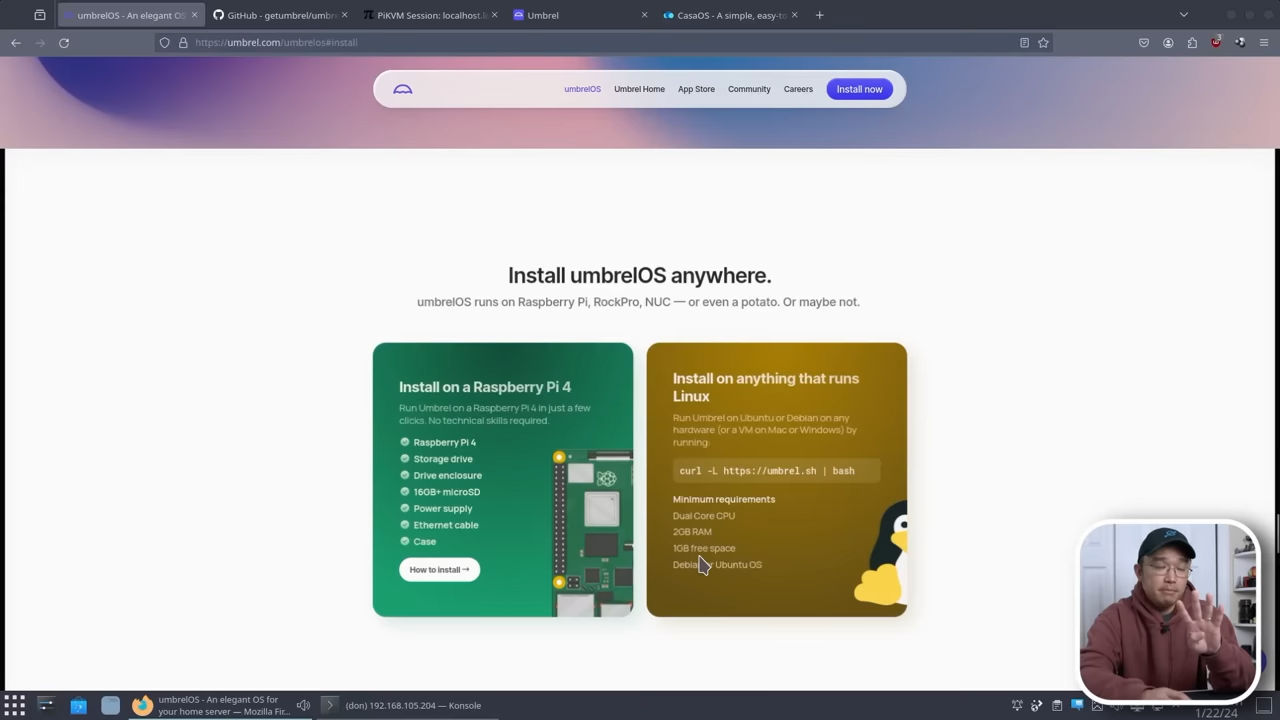 umbrelOS - An elegant OS
GitHub - getumbrel/umbre
PiKVM Session: localhost.l
Umbrel
CasaOS - A simple, easy-to
https://umbrel.com/umbrelos#install
umbrelOS
Umbrel Home
App Store
Community
Careers
Install now
Install umbrelOS anywhere.
umbrelOS runs on Raspberry Pi, RockPro, NUC — or even a potato. Or maybe not.
Install on a Raspberry Pi 4
Run Umbrel on a Raspberry Pi 4 in just a few
clicks. No technical skills required.
Raspberry Pi 4
Storage drive
Drive enclosure
16GB+ microSD
Power supply
Ethernet cable
Case
How to install →
Install on anything that runs
Linux
Run Umbrel on Ubuntu or Debian on any
hardware (or a VM on Mac or Windows) by
running:
curl -L https://umbrel.sh | bash
Minimum requirements
Dual Core CPU
2GB RAM
1GB free space
Ubuntu OS
umbrelOS - An elegant OS for
your home server — Mozilla Fir...
(don) 192.168.105.204 — Konsole
1/22/24